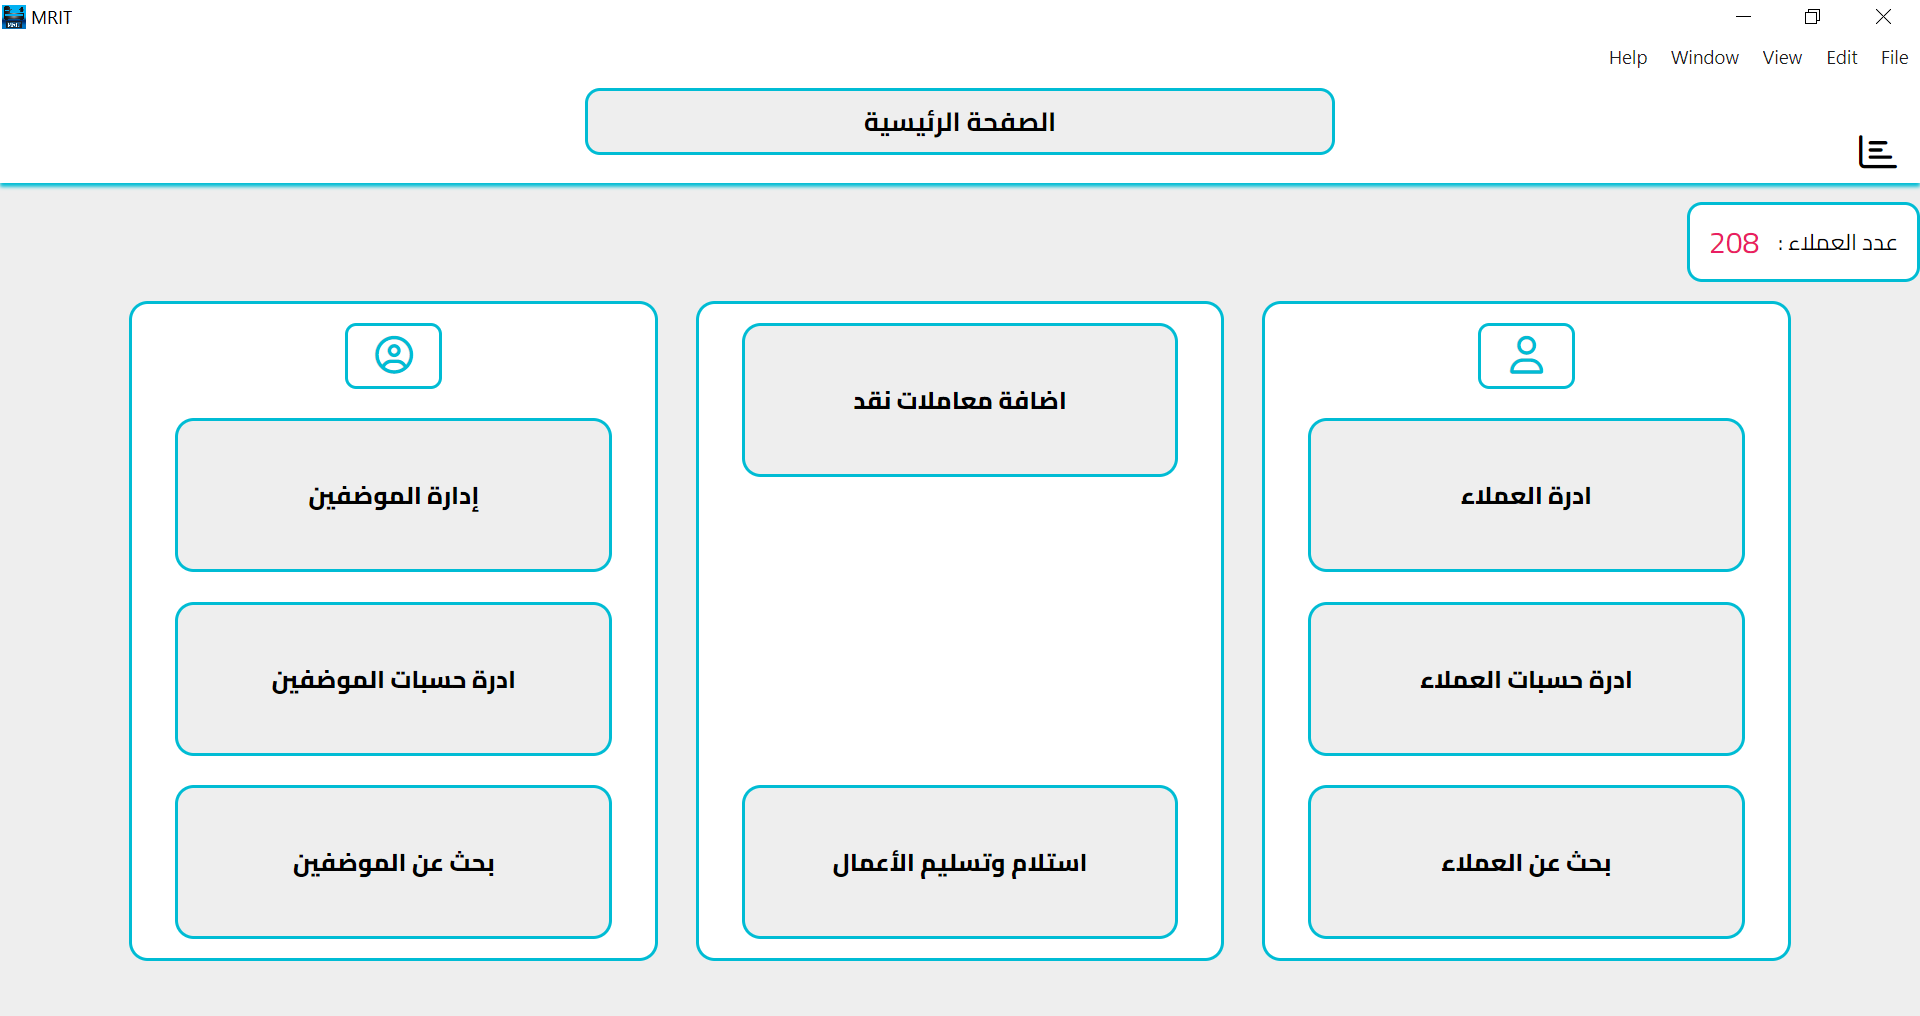 MRIT
File Edit View Window Help
الصفحة الرئيسية
عدد العملاء : 208
ادرة العملاء
ادرة حسبات العملاء
بحث عن العملاء
اضافة معاملات نقد
استلام وتسليم الأعمال
إدارة الموضفين
ادرة حسبات الموضفين
بحث عن الموضفين